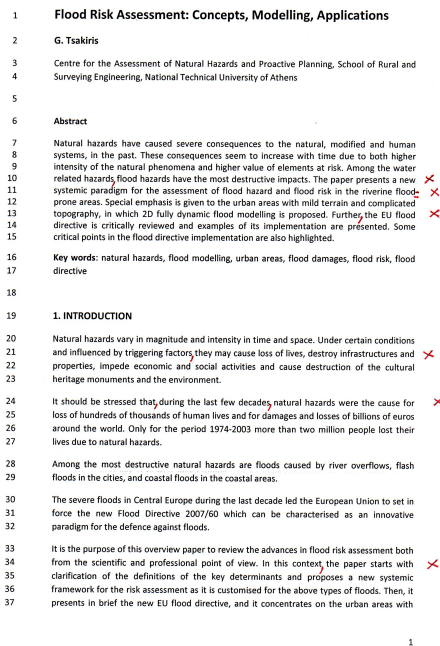 1 Flood Risk Assessment: Concepts, Modelling, Applications
2 G. Tsakiris
3 Centre for the Assessment of Natural Hazards and Proactive Planning, School of Rural and
4 Surveying Engineering, National Technical University of Athens
5
6 Abstract
7 Natural hazards have caused severe consequences to the natural, modified and human
8 systems, in the past. These consequences seem to increase with time due to both higher
9 intensity of the natural phenomena and higher value of elements at risk. Among the water
10 related hazards, flood hazards have the most destructive impacts. The paper presents a new
11 systemic paradigm for the assessment of flood hazard and flood risk in the riverine flood-
12 prone areas. Special emphasis is given to the urban areas with mild terrain and complicated
13 topography, in which 2D fully dynamic flood modelling is proposed. Further, the EU flood
14 directive is critically reviewed and examples of its implementation are presented. Some
15 critical points in the flood directive implementation are also highlighted.
16 Key words: natural hazards, flood modelling, urban areas, flood damages, flood risk, flood
17 directive
18
19 1. INTRODUCTION
20 Natural hazards vary in magnitude and intensity in time and space. Under certain conditions
21 and influenced by triggering factors, they may cause loss of lives, destroy infrastructures and
22 properties, impede economic and social activities and cause destruction of the cultural
23 heritage monuments and the environment.
24 It should be stressed that, during the last few decades, natural hazards were the cause for
25 loss of hundreds of thousands of human lives and for damages and losses of billions of euros
26 around the world. Only for the period 1974-2003 more than two million people lost their
27 lives due to natural hazards.
28 Among the most destructive natural hazards are floods caused by river overflows, flash
29 floods in the cities, and coastal floods in the coastal areas.
30 The severe floods in Central Europe during the last decade led the European Union to set in
31 force the new Flood Directive 2007/60 which can be characterised as an innovative
32 paradigm for the defence against floods.
33 It is the purpose of this overview paper to review the advances in flood risk assessment both
34 from the scientific and professional point of view. In this context, the paper starts with
35 clarification of the definitions of the key determinants and proposes a new systemic
36 framework for the risk assessment as it is customised for the above types of floods. Then, it
37 presents in brief the new EU flood directive, and it concentrates on the urban areas with
1